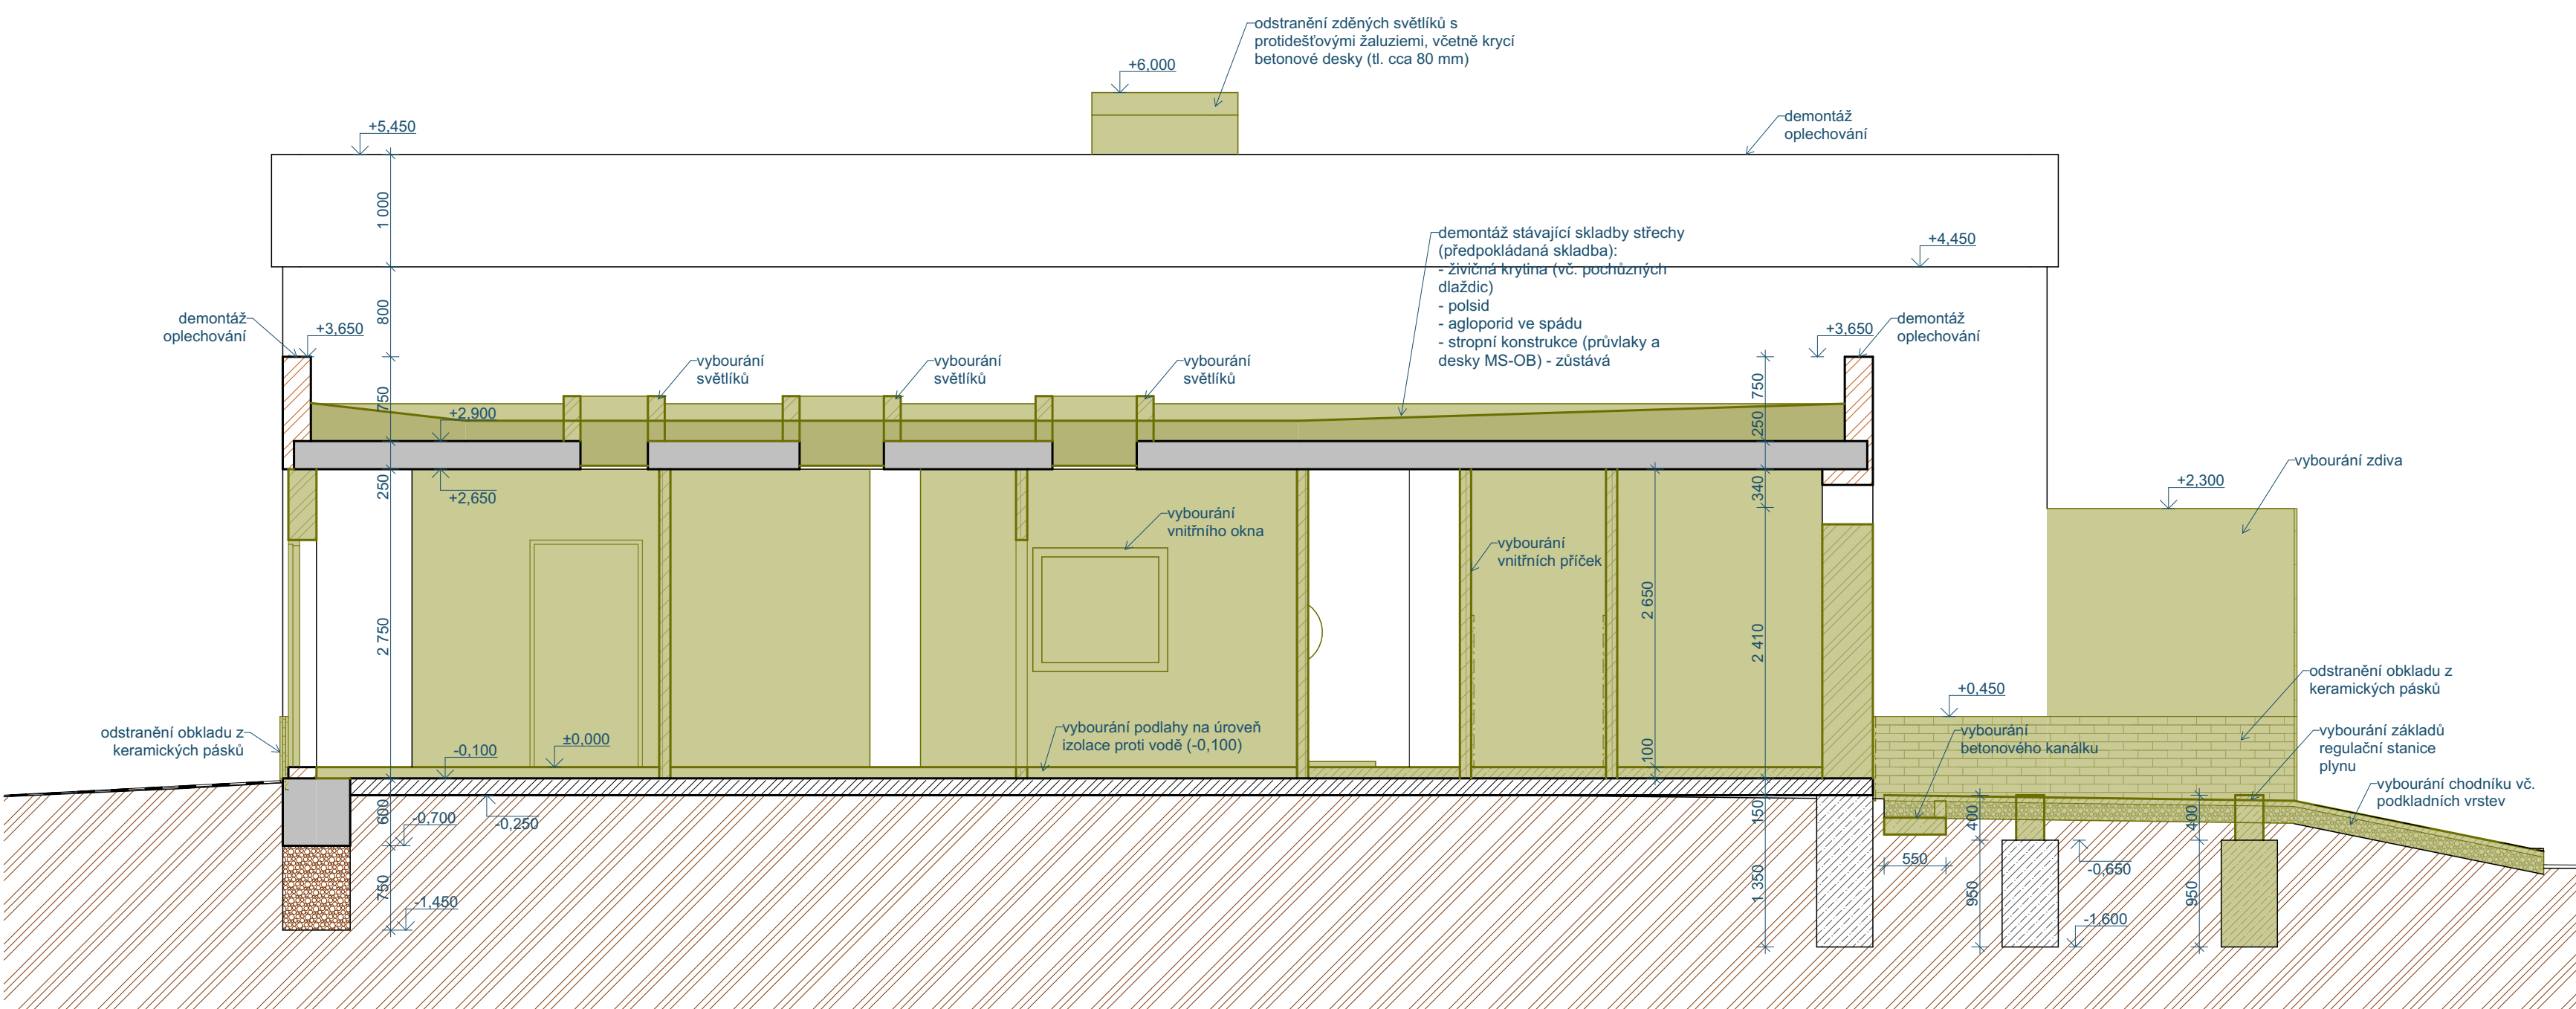 odstranění zděných světlíků s
protidešťovými žaluziemi, včetně krycí
betonové desky (tl. cca 80 mm)
+6,000
+5,450
demontáž
oplechování
1 000
demontáž stávající skladby střechy
(předpokládaná skladba):
- živičná krytina (vč. pochůzných
dlaždic)
- polsid
- agloporid ve spádu
- stropní konstrukce (průvlaky a
desky MS-OB) - zůstává
+4,450
demontáž
oplechování
+3,650
800
+3,650
demontáž
oplechování
vybourání
světlíků
vybourání
světlíků
vybourání
světlíků
750
750
+2,900
250
vybourání zdiva
+2,300
250
+2,650
340
vybourání
vnitřního okna
vybourání
vnitřních příček
2 650
2 750
2 410
odstranění obkladu z
keramických pásků
+0,450
odstranění obkladu z
keramických pásků
vybourání podlahy na úroveň
izolace proti vodě (-0,100)
±0,000
-0,100
100
vybourání
betonového kanálku
vybourání základů
regulační stanice
plynu
vybourání chodníku vč.
podkladních vrstev
600
-0,700
-0,250
150
400
400
550
-0,650
750
-1,450
1 350
950
950
-1,600